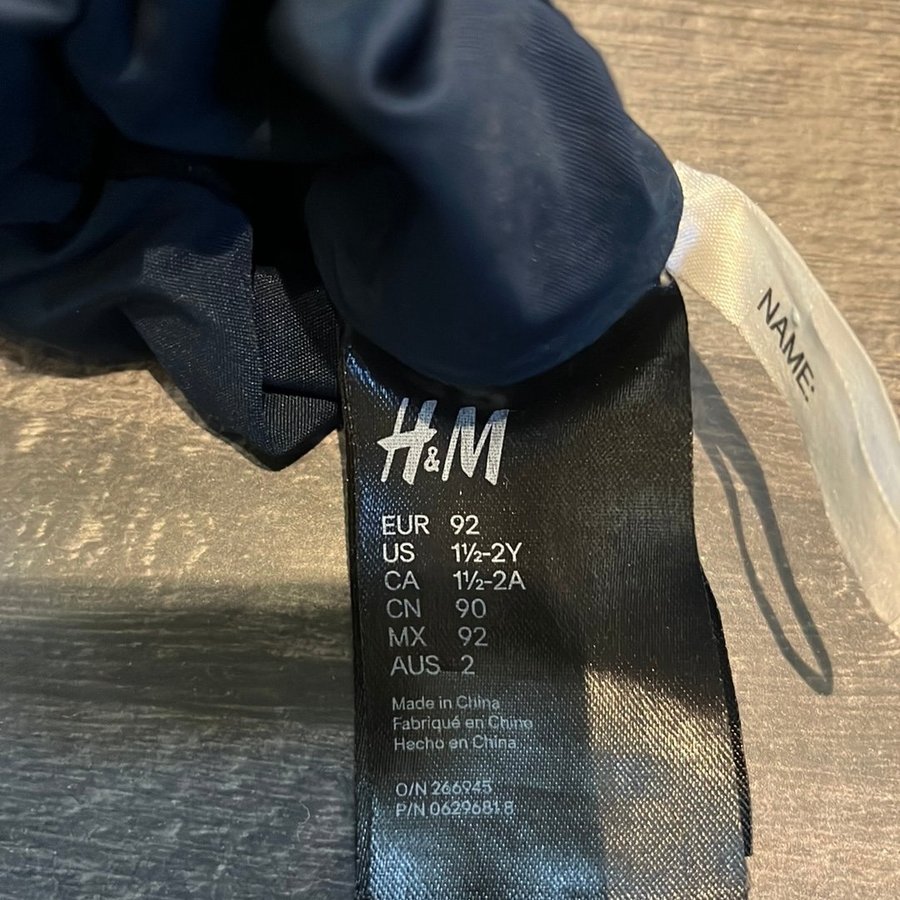 NAME:
H&M
EUR 92
US 1½-2Y
CA 1½-2A
CN 90
MX 92
AUS 2
Made in China
Fabriqué en Chine
Hecho en China
O/N 266945
P/N 0629681 8